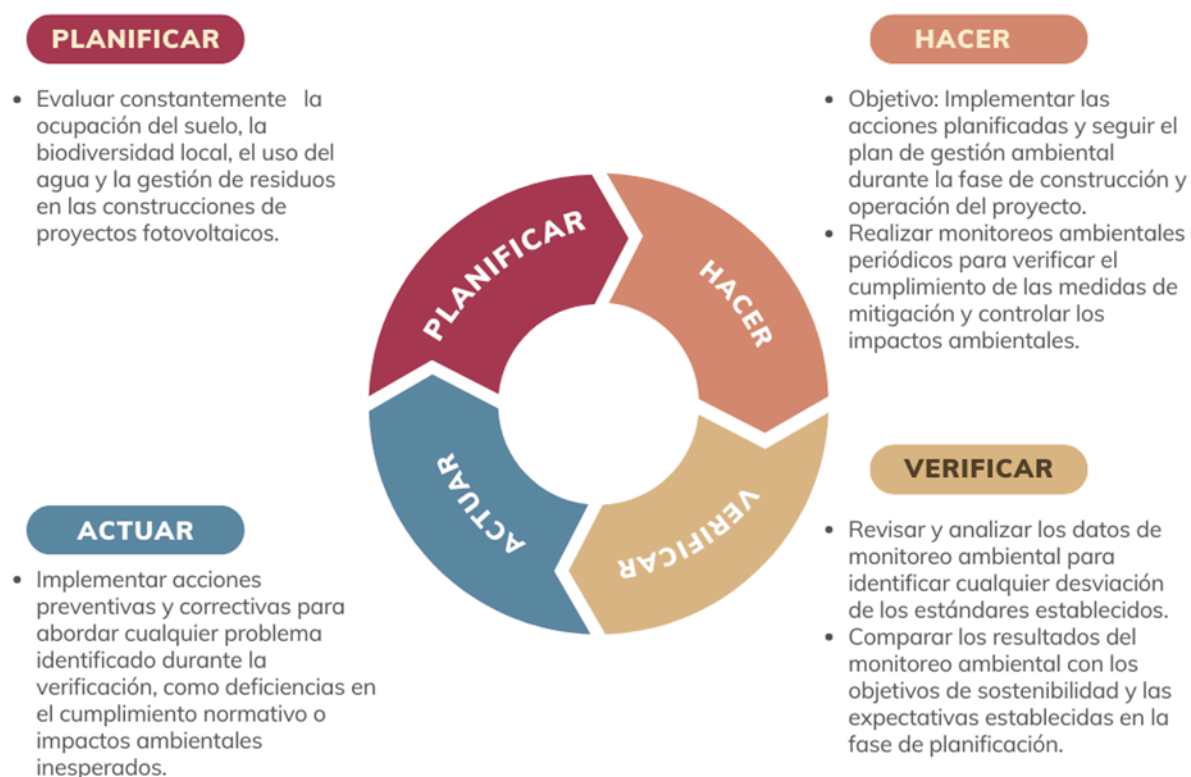 PLANIFICAR
• Evaluar constantemente la
ocupación del suelo, la
biodiversidad local, el uso del
agua y la gestión de residuos
en las construcciones de
proyectos fotovoltaicos.
HACER
• Objetivo: Implementar las
acciones planificadas y seguir el
plan de gestión ambiental
durante la fase de construcción y
operación del proyecto.
• Realizar monitoreos ambientales
periódicos para verificar el
cumplimiento de las medidas de
mitigación y controlar los
impactos ambientales.
PLANIFICAR
HACER
VERIFICAR
ACTUAR
VERIFICAR
• Revisar y analizar los datos de
monitoreo ambiental para
identificar cualquier desviación
de los estándares establecidos.
• Comparar los resultados del
monitoreo ambiental con los
objetivos de sostenibilidad y las
expectativas establecidas en la
fase de planificación.
ACTUAR
• Implementar acciones
preventivas y correctivas para
abordar cualquier problema
identificado durante la
verificación, como deficiencias en
el cumplimiento normativo o
impactos ambientales
inesperados.